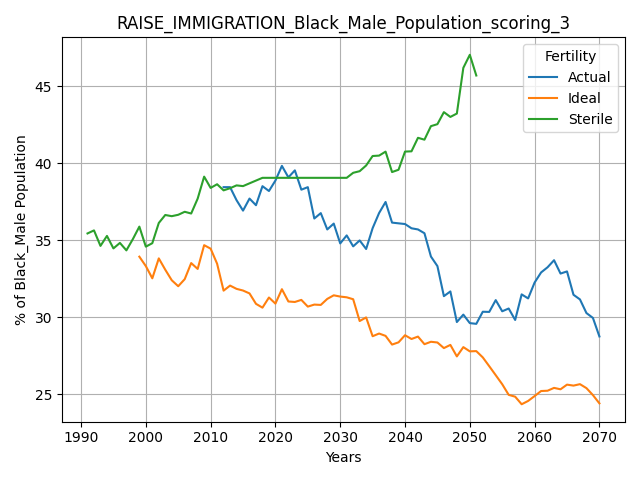 RAISE_IMMIGRATION_Black_Male_Population_scoring_3
Fertility
Actual
Ideal
Sterile
% of Black_Male Population
45
40
35
30
25
1990
2000
2010
2020
2030
2040
2050
2060
2070
Years